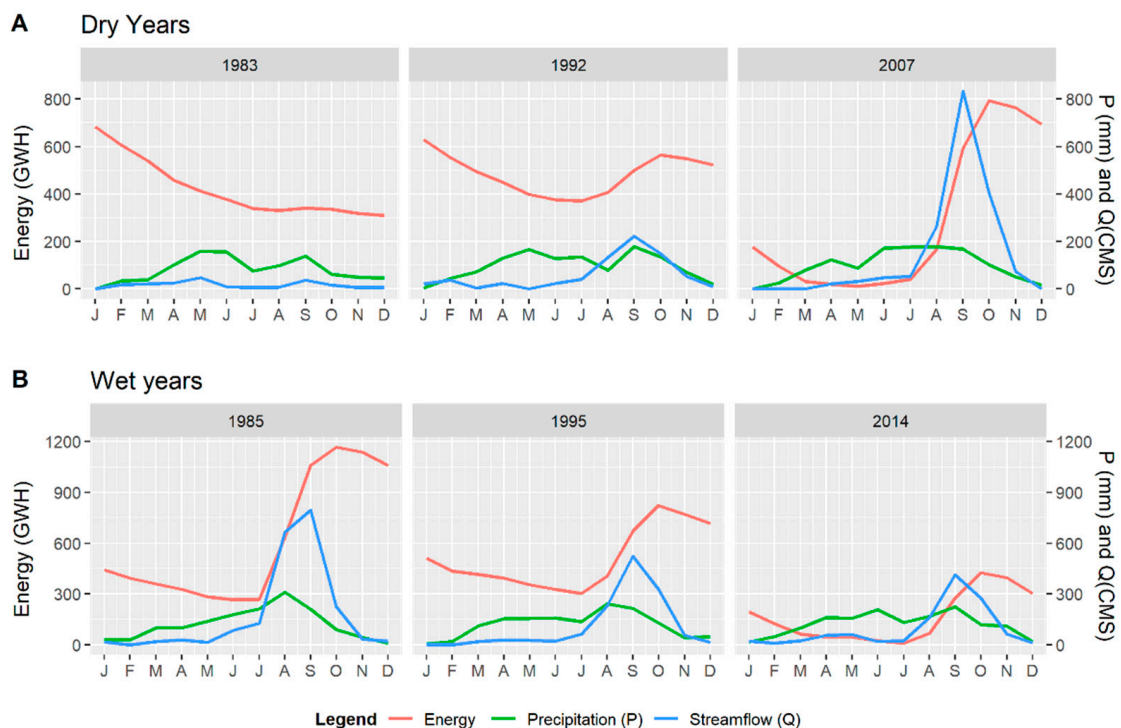 A Dry Years
1983 1992 2007
Energy (GWH)
800
600
400
200
0
800
600
400
200
0
P (mm) and Q(CMS)
J F M A M J J A S O N D J F M A M J J A S O N D J F M A M J J A S O N D
B Wet years
1985 1995 2014
Energy (GWH)
1200
900
600
300
0
1200
900
600
300
0
P (mm) and Q(CMS)
J F M A M J J A S O N D J F M A M J J A S O N D J F M A M J J A S O N D
Legend Energy Precipitation (P) Streamflow (Q)